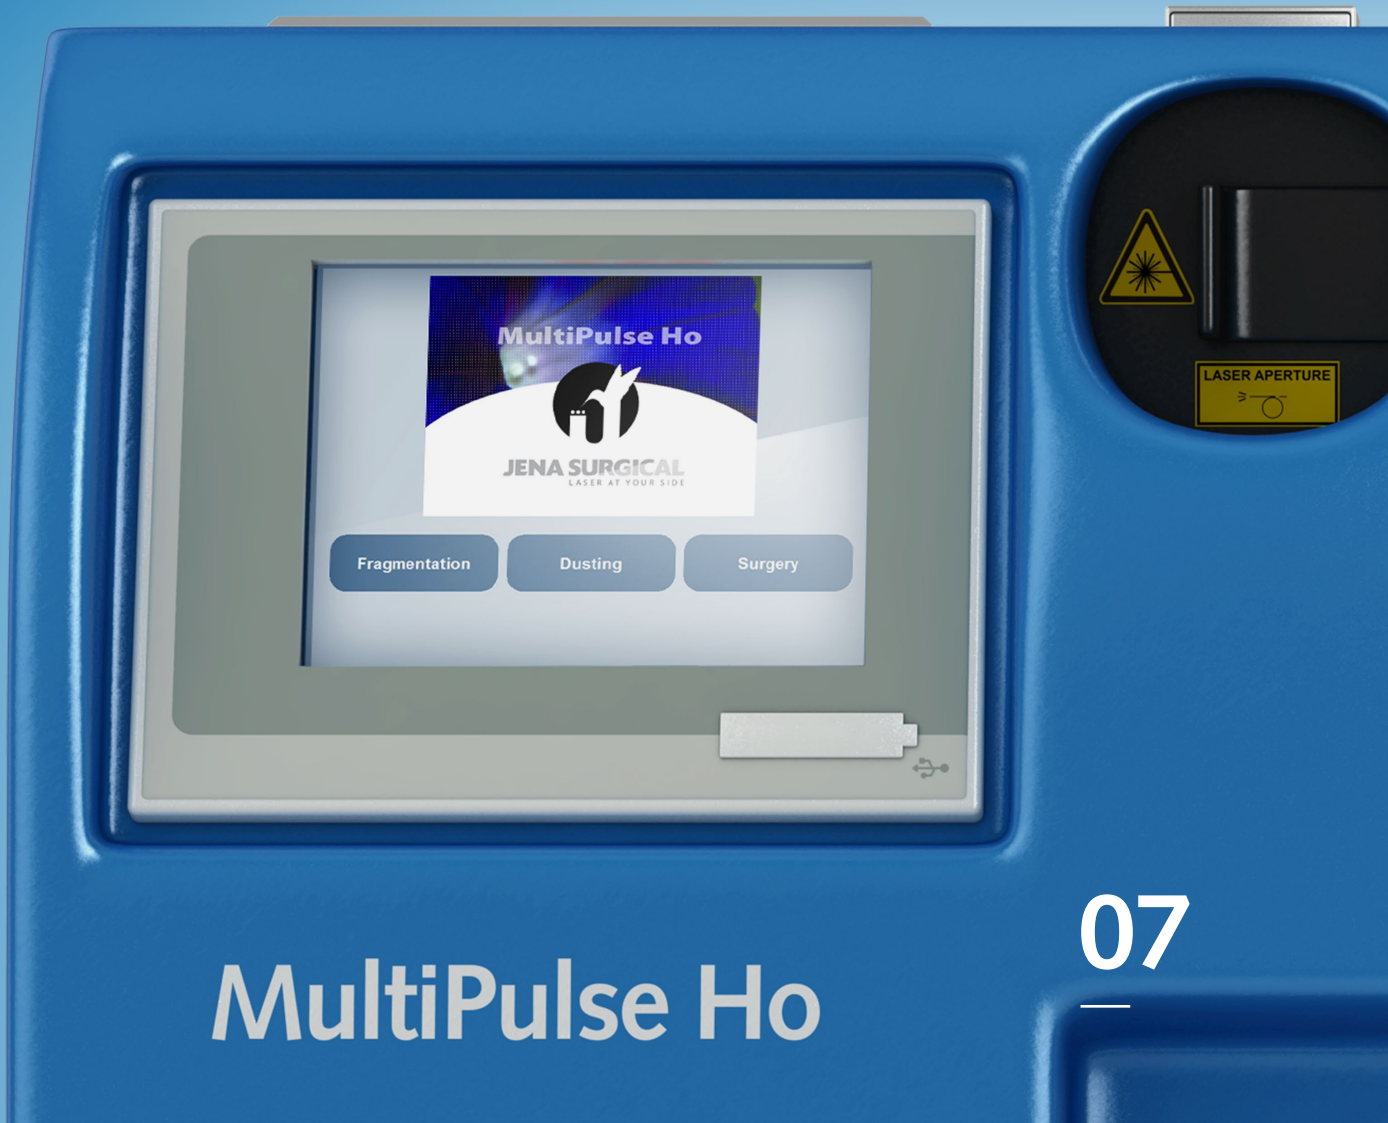 MultiPulse Ho
JENA SURGICAL
LASER AT YOUR SIDE
Fragmentation
Dusting
Surgery
LASER APERTURE
MultiPulse Ho
07